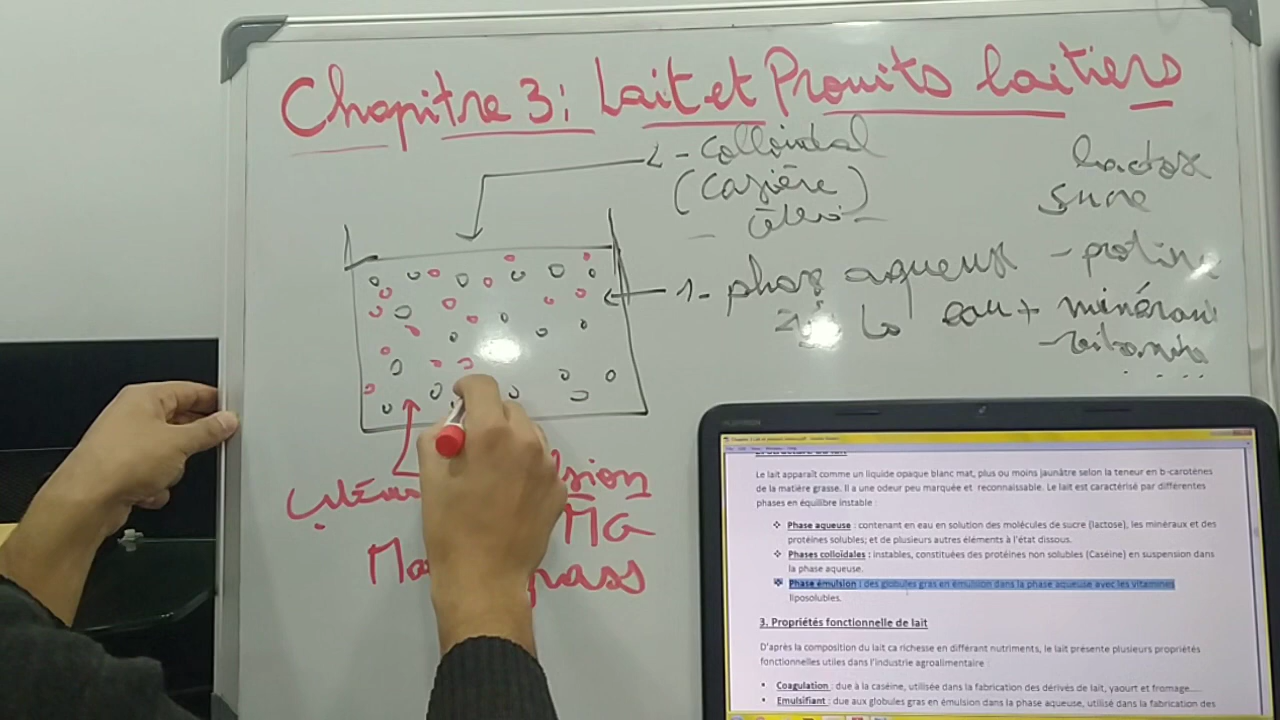 Chapitre 3: Lait et Prouits laitiers
2 - Colloidal
(Caséine)
lactose
sucre
1 - phase aqueuse
eau +
- protine
minéraux
- vitamin
MG
Le lait apparaît comme un liquide opaque blanc mat, plus ou moins jaunâtre selon la teneur en b-carotènes
de la matière grasse. Il a une odeur peu marquée et reconnaissable. Le lait est caractérisé par différentes
phases en équilibre instable :
❖ Phase aqueuse : contenant en eau en solution des molécules de sucre (lactose), les minéraux et des
protéines solubles; et de plusieurs autres éléments à l'état dissous.
❖ Phases colloïdales : instables, constituées des protéines non solubles (Caséine) en suspension dans
la phase aqueuse.
❖ Phase émulsion : des globules gras en émulsion dans la phase aqueuse avec les vitamines
liposolubles.
3. Propriétés fonctionnelle de lait
D'après la composition du lait ca richesse en différant nutriments, le lait présente plusieurs propriétés
fonctionnelles utiles dans l'industrie agroalimentaire :
• Coagulation : due à la caséine, utilisée dans la fabrication des dérivés de lait, yaourt et fromage.....
• Emulsifiant : due aux globules gras en émulsion dans la phase aqueuse, utilisé dans la fabrication des